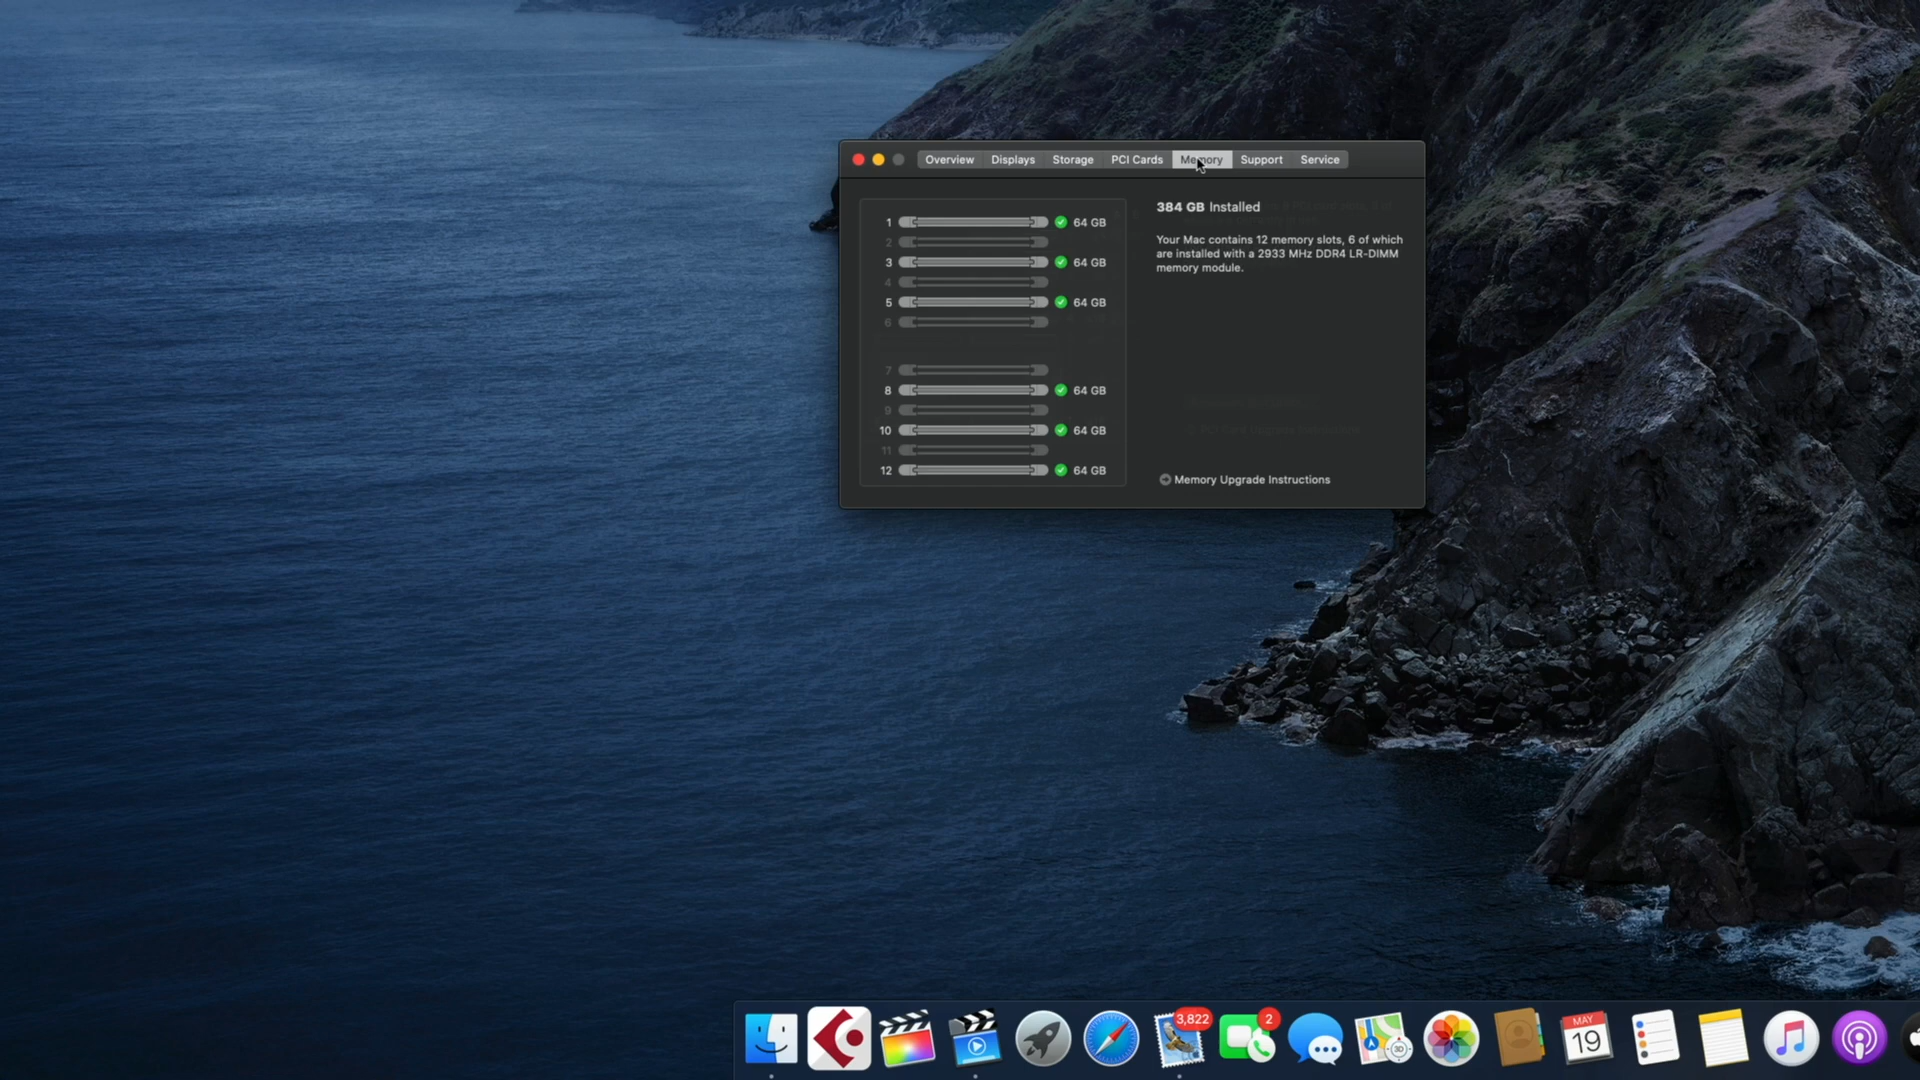 Overview Displays Storage PCI Cards Memory Support Service
1 64 GB
2
3 64 GB
4
5 64 GB
6
7
8 64 GB
9
10 64 GB
11
12 64 GB
384 GB Installed
Your Mac contains 12 memory slots, 6 of which
are installed with a 2933 MHz DDR4 LR-DIMM
memory module.
Memory Upgrade Instructions
3,822
2
3D
MAY
19